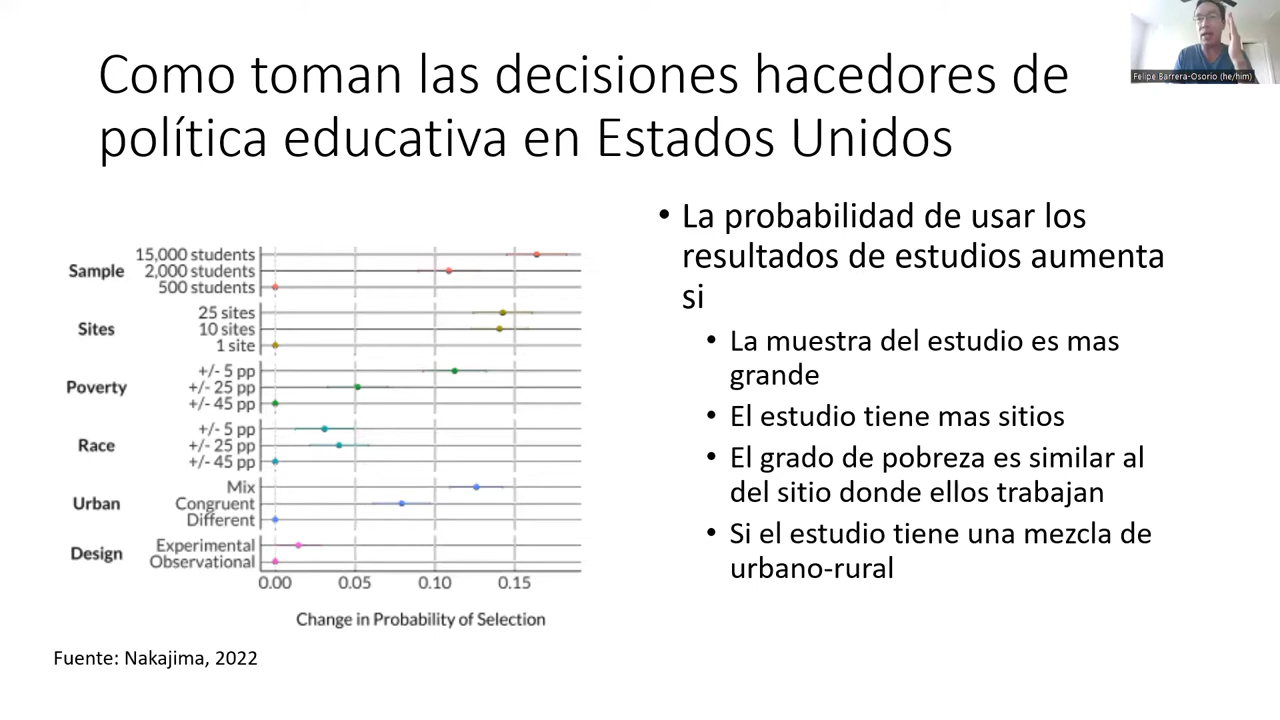 Felipe Barrera-Osorio (he/him)
Como toman las decisiones hacedores de
política educativa en Estados Unidos
Sample
15,000 students
2,000 students
500 students
Sites
25 sites
10 sites
1 site
Poverty
+/- 5 pp
+/- 25 pp
+/- 45 pp
Race
+/- 5 pp
+/- 25 pp
+/- 45 pp
Urban
Mix
Congruent
Different
Design
Experimental
Observational
0.00 0.05 0.10 0.15
Change in Probability of Selection
• La probabilidad de usar los
resultados de estudios aumenta
si
• La muestra del estudio es mas
grande
• El estudio tiene mas sitios
• El grado de pobreza es similar al
del sitio donde ellos trabajan
• Si el estudio tiene una mezcla de
urbano-rural
Fuente: Nakajima, 2022